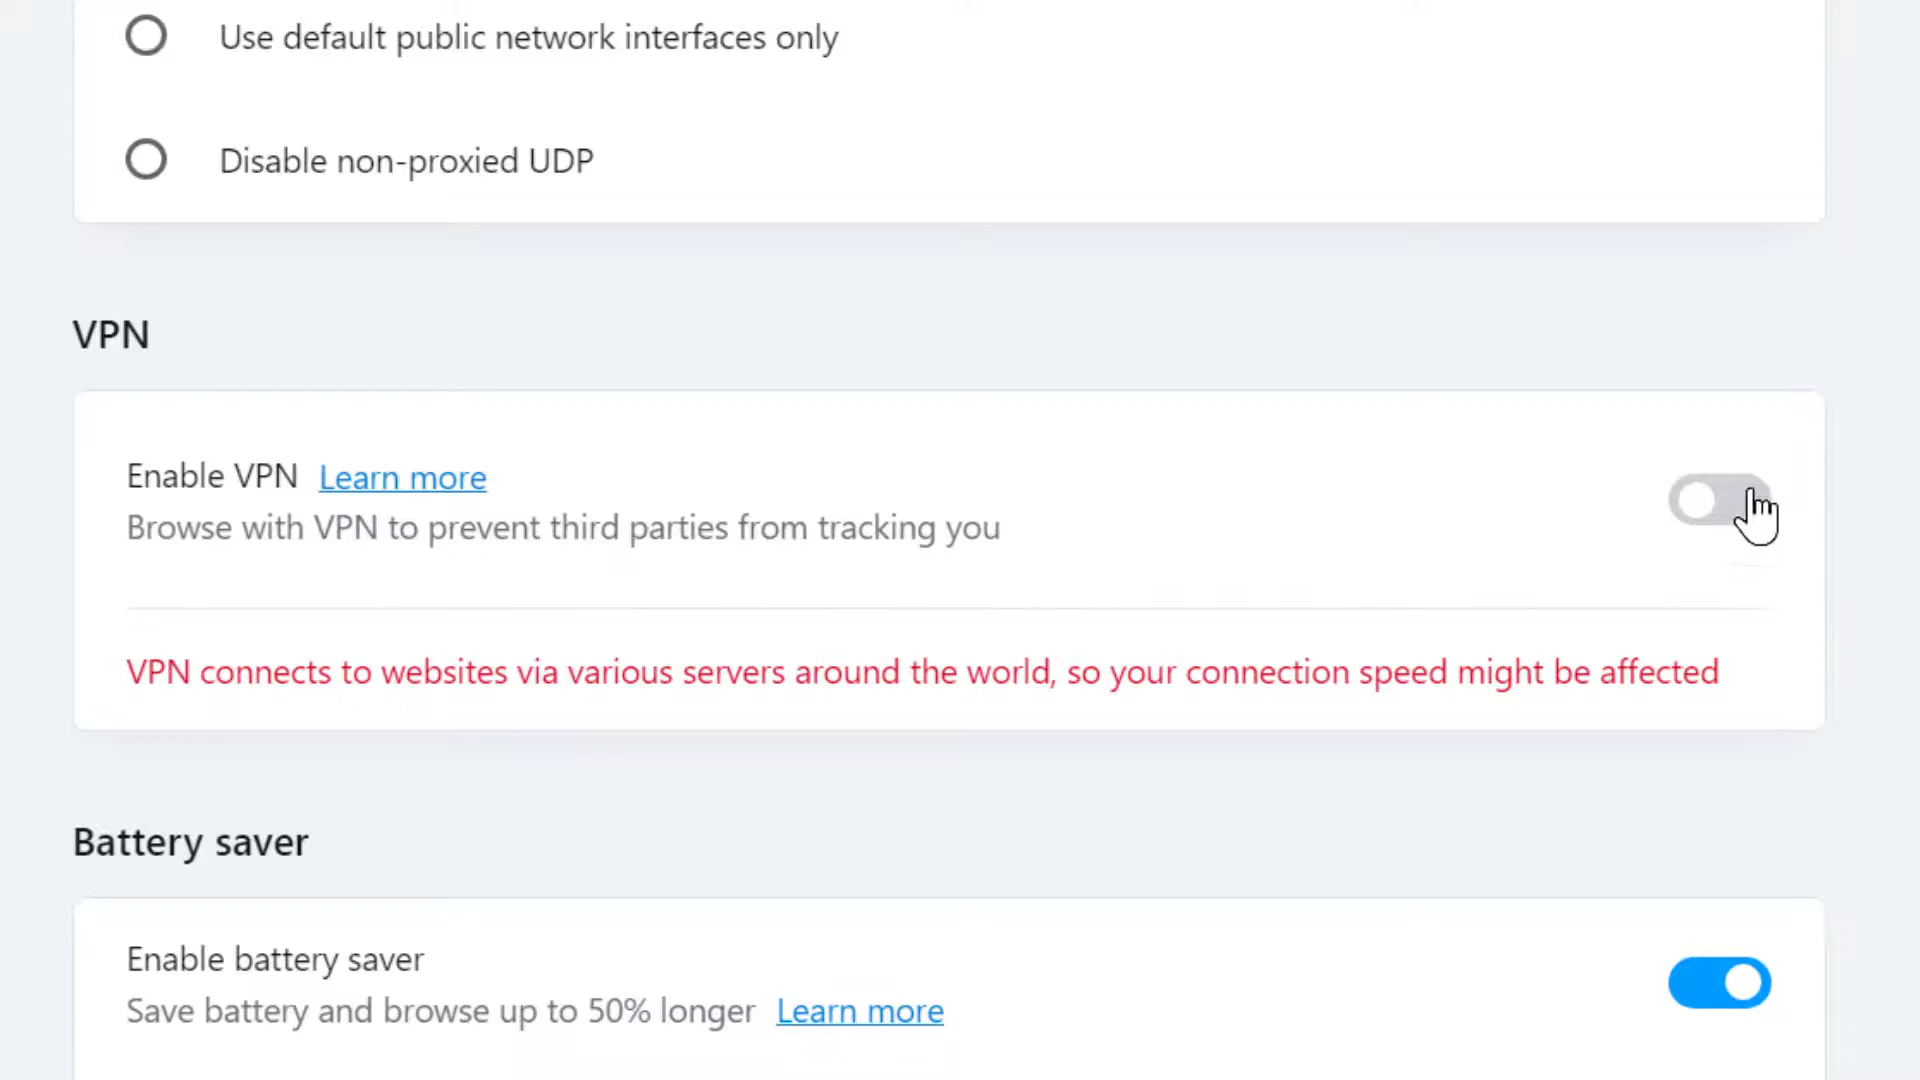 Use default public network interfaces only
Disable non-proxied UDP
VPN
Enable VPN Learn more
Browse with VPN to prevent third parties from tracking you
VPN connects to websites via various servers around the world, so your connection speed might be affected
Battery saver
Enable battery saver
Save battery and browse up to 50% longer Learn more